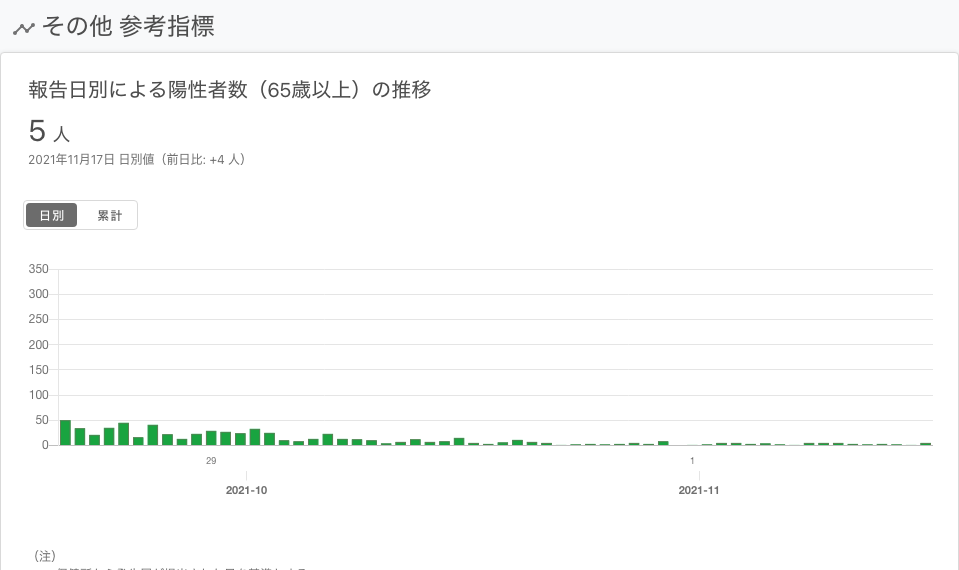 その他 参考指標
報告日別による陽性者数（65歳以上）の推移
5 人
2021年11月17日 日別値（前日比: +4 人）
日別 累計
350
300
250
200
150
100
50
0
29 1
2021-10 2021-11
（注）